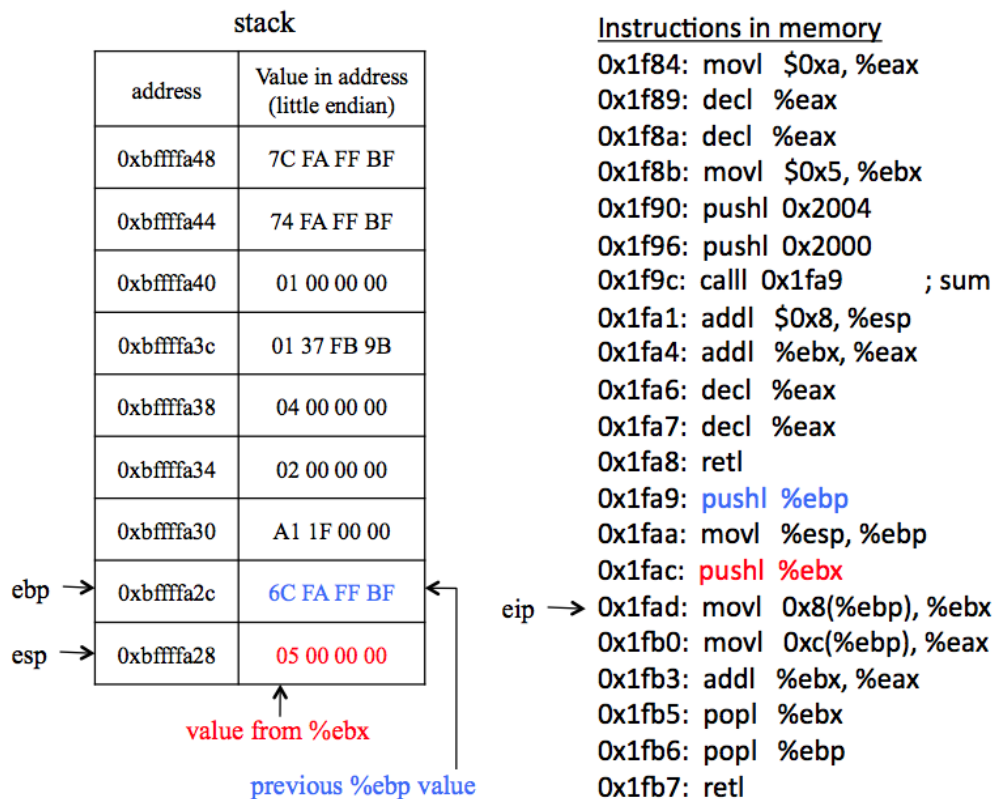 stack
address Value in address
(little endian)
0xbffffa48 7C FA FF BF
0xbffffa44 74 FA FF BF
0xbffffa40 01 00 00 00
0xbffffa3c 01 37 FB 9B
0xbffffa38 04 00 00 00
0xbffffa34 02 00 00 00
0xbffffa30 A1 1F 00 00
ebp 0xbffffa2c 6C FA FF BF
esp 0xbffffa28 05 00 00 00
value from %ebx
previous %ebp value
Instructions in memory
0x1f84: movl $0xa, %eax
0x1f89: decl %eax
0x1f8a: decl %eax
0x1f8b: movl $0x5, %ebx
0x1f90: pushl 0x2004
0x1f96: pushl 0x2000
0x1f9c: calll 0x1fa9 ; sum
0x1fa1: addl $0x8, %esp
0x1fa4: addl %ebx, %eax
0x1fa6: decl %eax
0x1fa7: decl %eax
0x1fa8: retl
0x1fa9: pushl %ebp
0x1faa: movl %esp, %ebp
0x1fac: pushl %ebx
eip 0x1fad: movl 0x8(%ebp), %ebx
0x1fb0: movl 0xc(%ebp), %eax
0x1fb3: addl %ebx, %eax
0x1fb5: popl %ebx
0x1fb6: popl %ebp
0x1fb7: retl